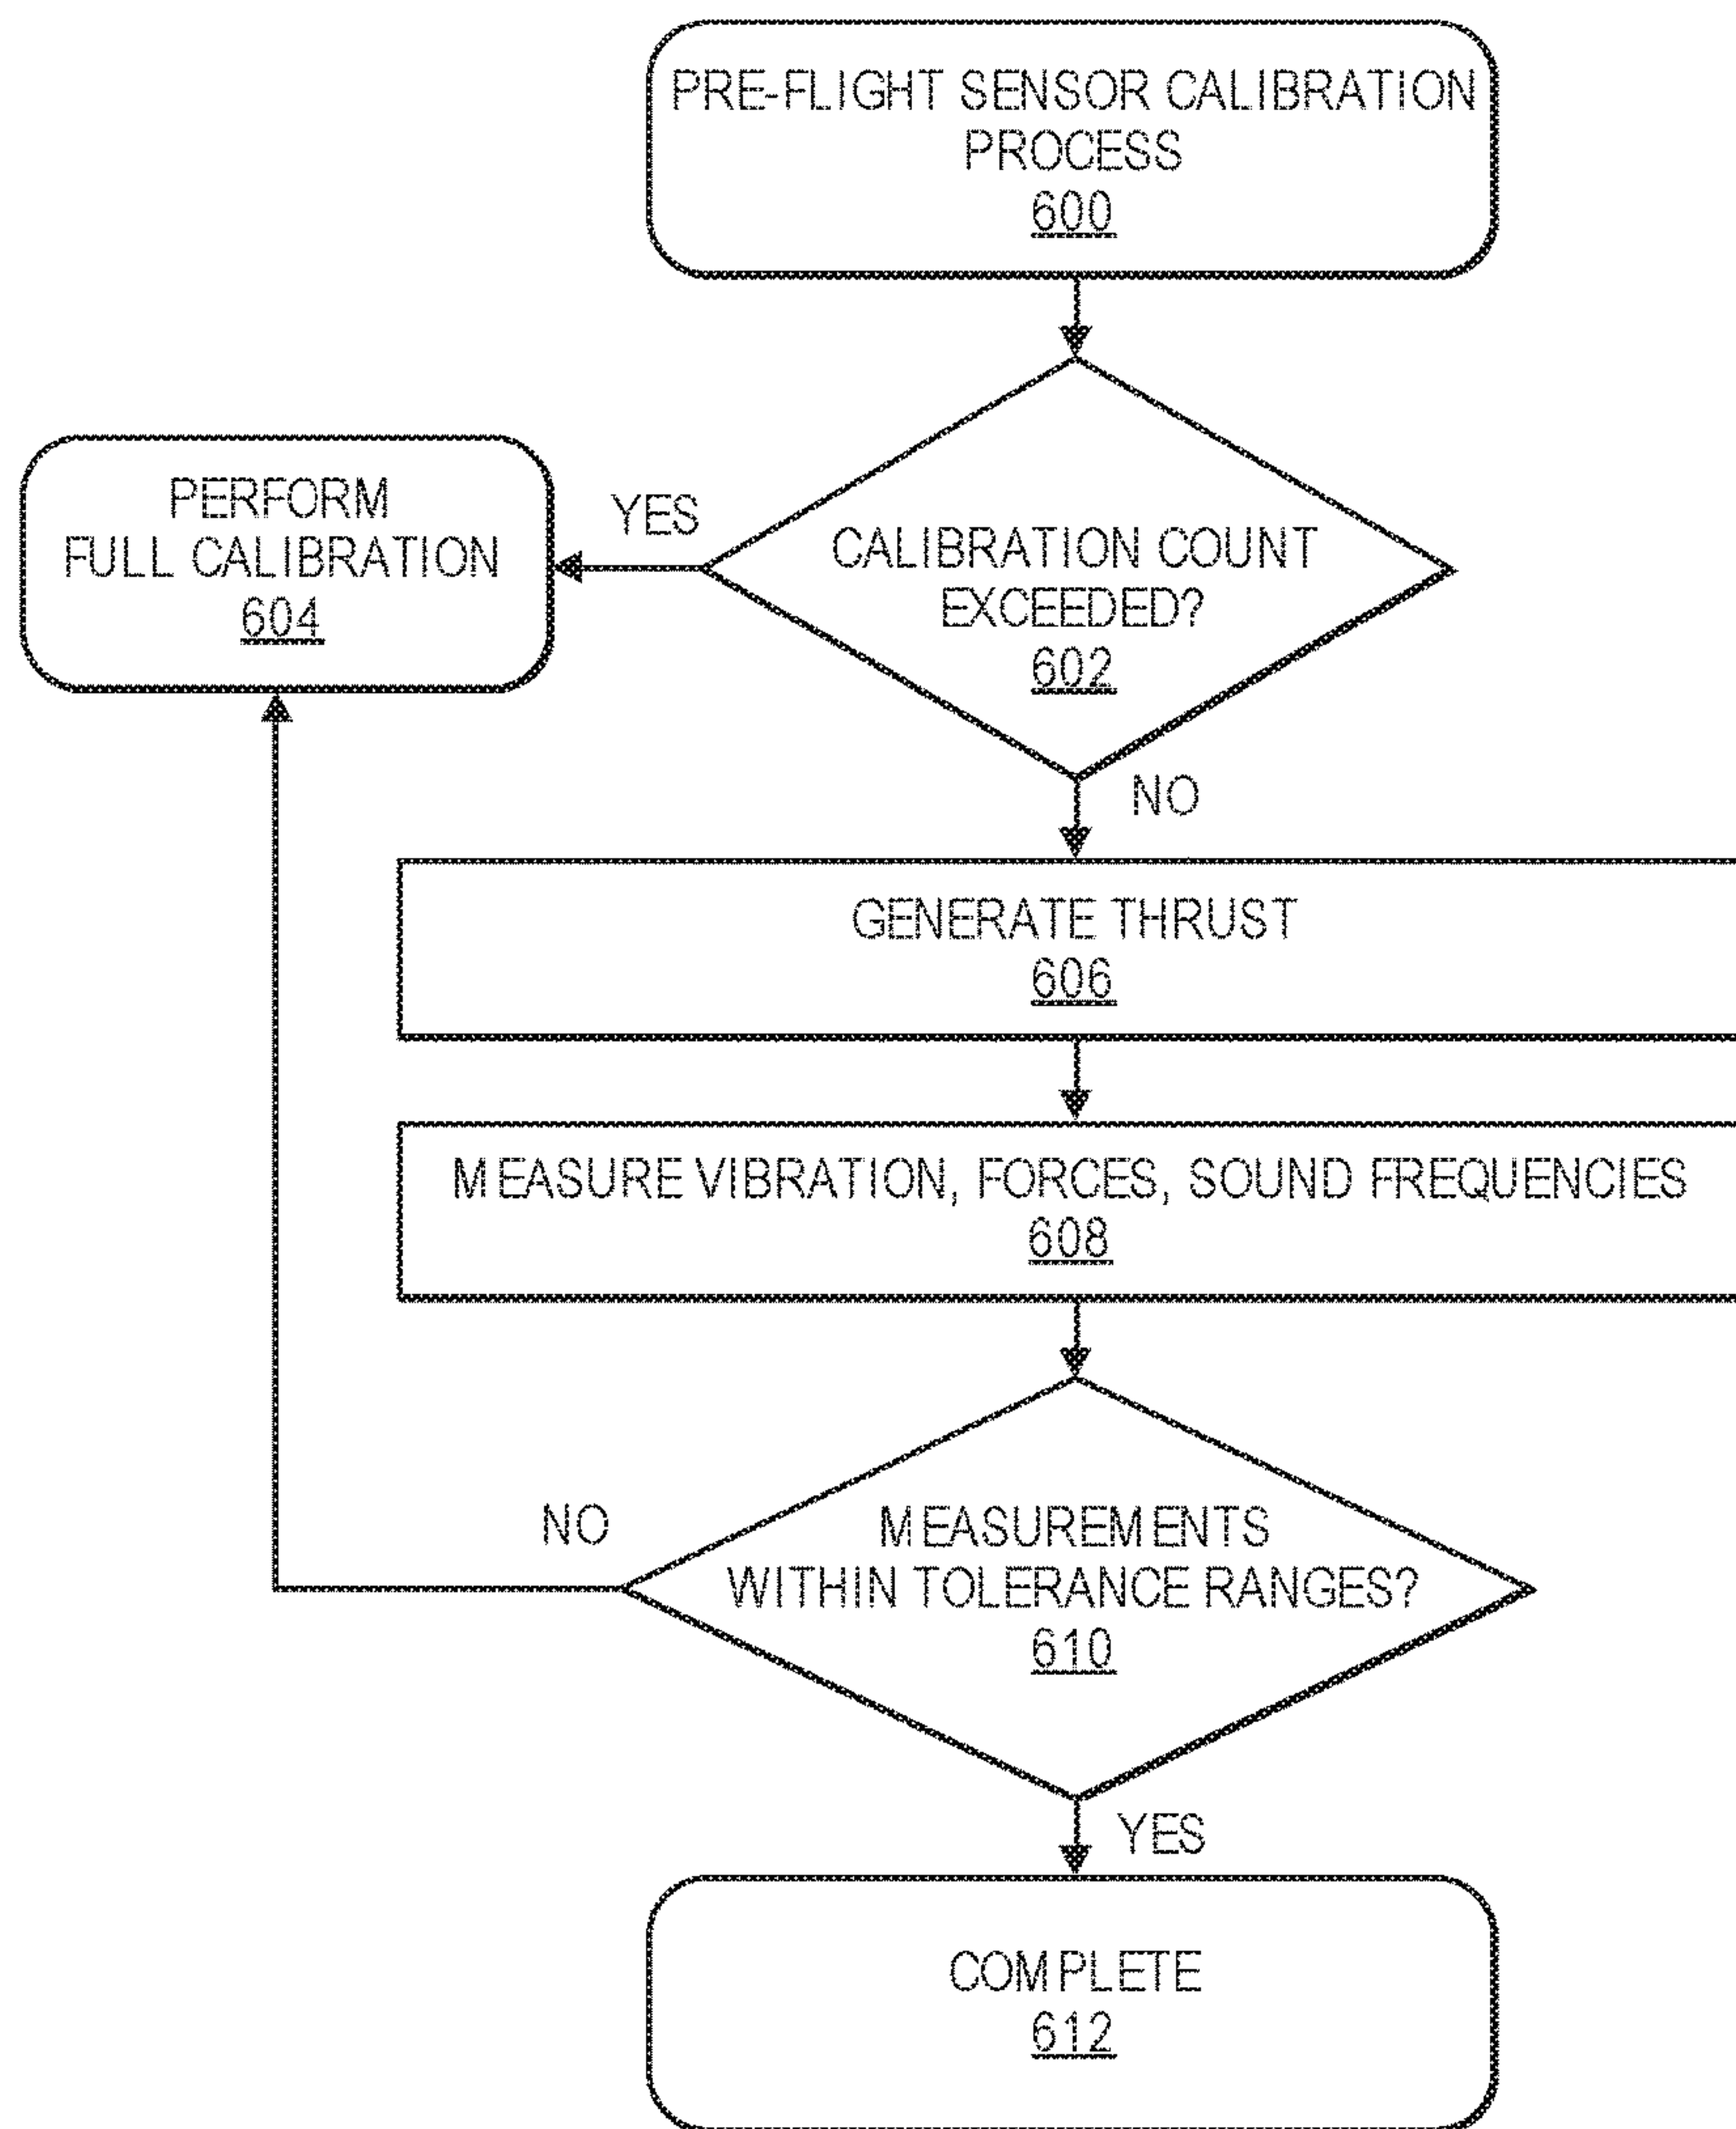 PRE-FLIGHT SENSOR CALIBRATION
PROCESS
600
PERFORM
FULL CALIBRATION
604
YES
CALIBRATION COUNT
EXCEEDED?
602
NO
GENERATE THRUST
606
MEASURE VIBRATION, FORCES, SOUND FREQUENCIES
608
NO
MEASUREMENTS
WITHIN TOLERANCE RANGES?
610
YES
COMPLETE
612